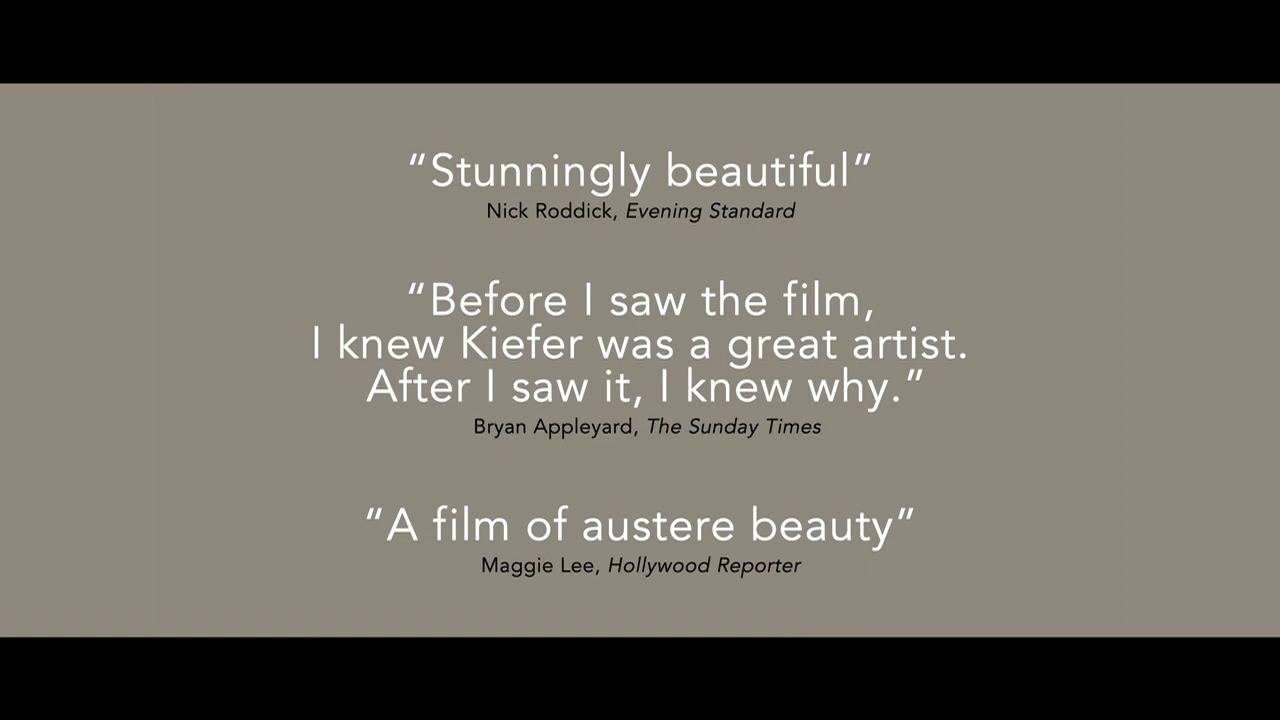 “Stunningly beautiful”
Nick Roddick, Evening Standard
“Before I saw the film,
I knew Kiefer was a great artist.
After I saw it, I knew why.”
Bryan Appleyard, The Sunday Times
“A film of austere beauty”
Maggie Lee, Hollywood Reporter